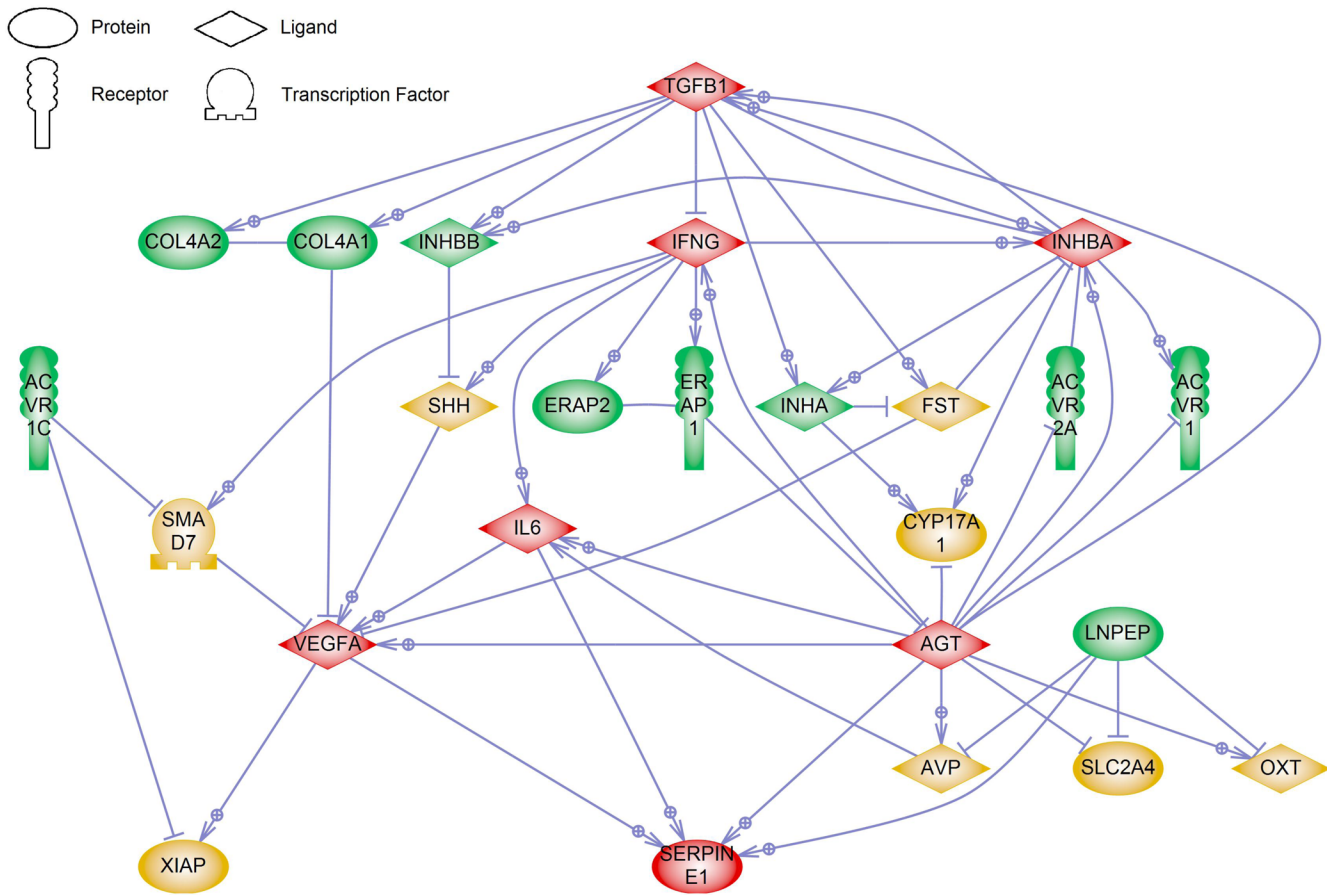 Protein
Ligand
Receptor
Transcription Factor
TGFB1
COL4A2
COL4A1
INHBB
IFNG
INHBA
AC
VR
1C
SHH
ERAP2
ER
AP
1
INHA
FST
AC
VR
2A
AC
VR
1
SMA
D7
IL6
CYP17A
1
VEGFA
AGT
LNPEP
AVP
SLC2A4
OXT
XIAP
SERPIN
E1